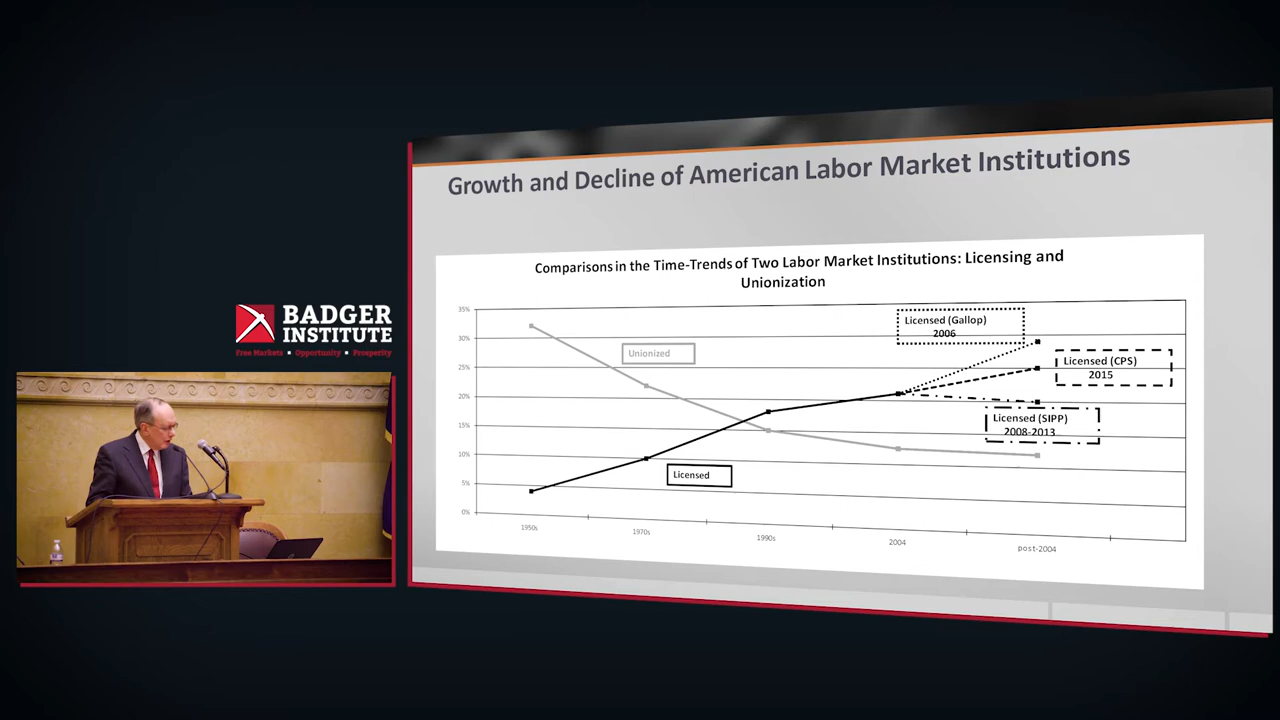 Growth and Decline of American Labor Market Institutions
Comparisons in the Time-Trends of Two Labor Market Institutions: Licensing and
Unionization
35%
30%
25%
20%
15%
10%
5%
0%
1950s
1970s
1990s
2004
post-2004
Unionized
Licensed
Licensed (Gallop)
2006
Licensed (CPS)
2015
Licensed (SIPP)
2008-2013
BADGER
INSTITUTE
Free Markets • Opportunity • Prosperity